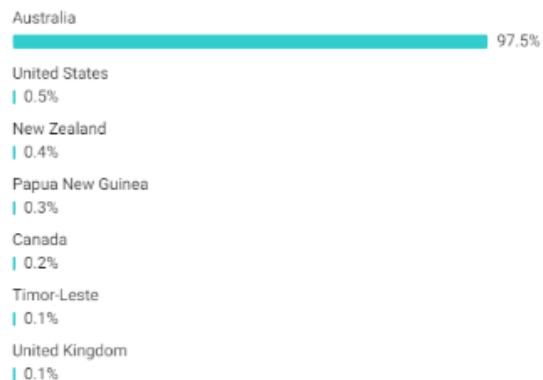 Australia
97.5%
United States
0.5%
New Zealand
0.4%
Papua New Guinea
0.3%
Canada
0.2%
Timor-Leste
0.1%
United Kingdom
0.1%